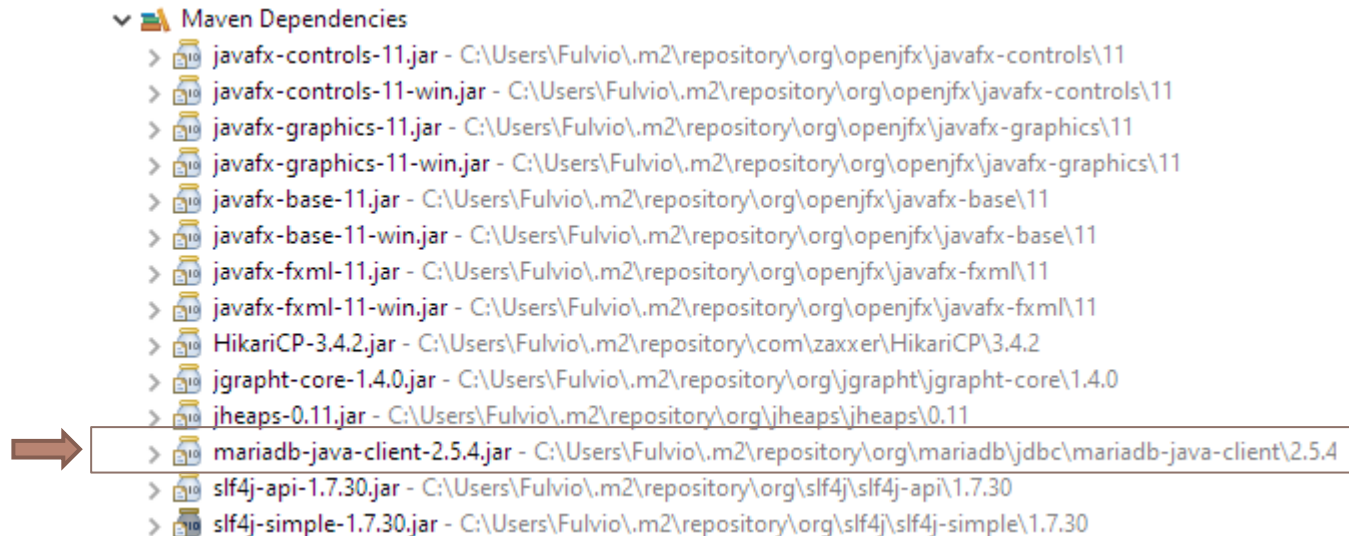 Maven Dependencies
javafx-controls-11.jar - C:\Users\Fulvio\.m2\repository\org\openjfx\javafx-controls\11
javafx-controls-11-win.jar - C:\Users\Fulvio\.m2\repository\org\openjfx\javafx-controls\11
javafx-graphics-11.jar - C:\Users\Fulvio\.m2\repository\org\openjfx\javafx-graphics\11
javafx-graphics-11-win.jar - C:\Users\Fulvio\.m2\repository\org\openjfx\javafx-graphics\11
javafx-base-11.jar - C:\Users\Fulvio\.m2\repository\org\openjfx\javafx-base\11
javafx-base-11-win.jar - C:\Users\Fulvio\.m2\repository\org\openjfx\javafx-base\11
javafx-fxml-11.jar - C:\Users\Fulvio\.m2\repository\org\openjfx\javafx-fxml\11
javafx-fxml-11-win.jar - C:\Users\Fulvio\.m2\repository\org\openjfx\javafx-fxml\11
HikariCP-3.4.2.jar - C:\Users\Fulvio\.m2\repository\com\zaxxer\HikariCP\3.4.2
jgrapht-core-1.4.0.jar - C:\Users\Fulvio\.m2\repository\org\jgrapht\jgrapht-core\1.4.0
jheaps-0.11.jar - C:\Users\Fulvio\.m2\repository\org\jheaps\jheaps\0.11
mariadb-java-client-2.5.4.jar - C:\Users\Fulvio\.m2\repository\org\mariadb\jdbc\mariadb-java-client\2.5.4
slf4j-api-1.7.30.jar - C:\Users\Fulvio\.m2\repository\org\slf4j\slf4j-api\1.7.30
slf4j-simple-1.7.30.jar - C:\Users\Fulvio\.m2\repository\org\slf4j\slf4j-simple\1.7.30